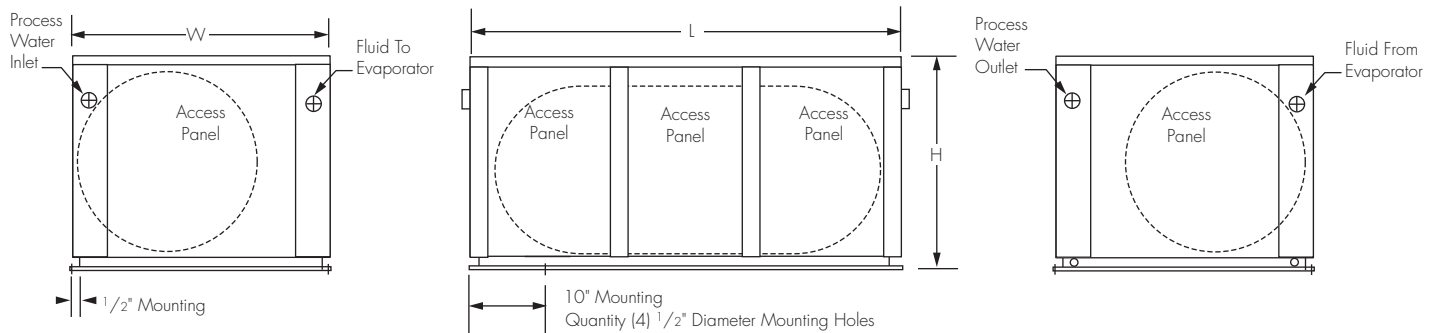 Process
Water
Inlet
W
Fluid To
Evaporator
Access
Panel
1/2" Mounting
L
Access
Panel
Access
Panel
Access
Panel
H
10" Mounting
Quantity (4) 1/2" Diameter Mounting Holes
Process
Water
Outlet
Fluid From
Evaporator
Access
Panel